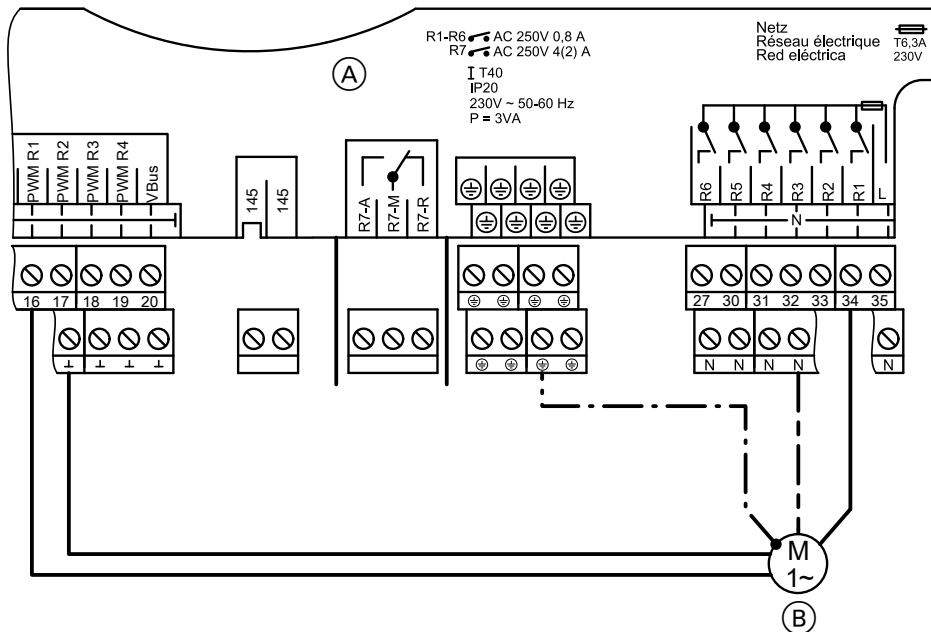 R1-R6 AC 250V 0,8 A
R7 AC 250V 4(2) A
T40
IP20
230V ~ 50-60 Hz
P = 3VA
Netz
Réseau électrique
Red eléctrica
T6,3A
230V
A
PWM R1
PWM R2
PWM R3
PWM R4
VBus
145
145
R7-A
R7-M
R7-R
R6
R5
R4
R3
R2
R1
L
N
16 17 18 19 20
27 30 31 32 33 34 35
N N N N N
M
1~
B